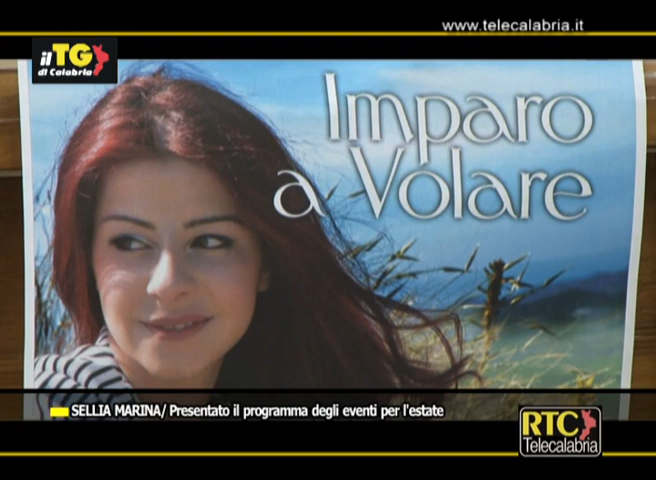 www.telecalabria.it
il TG
di Calabria
Imparo
a Volare
SELLIA MARINA/ Presentato il programma degli eventi per l'estate
RTC
Telecalabria